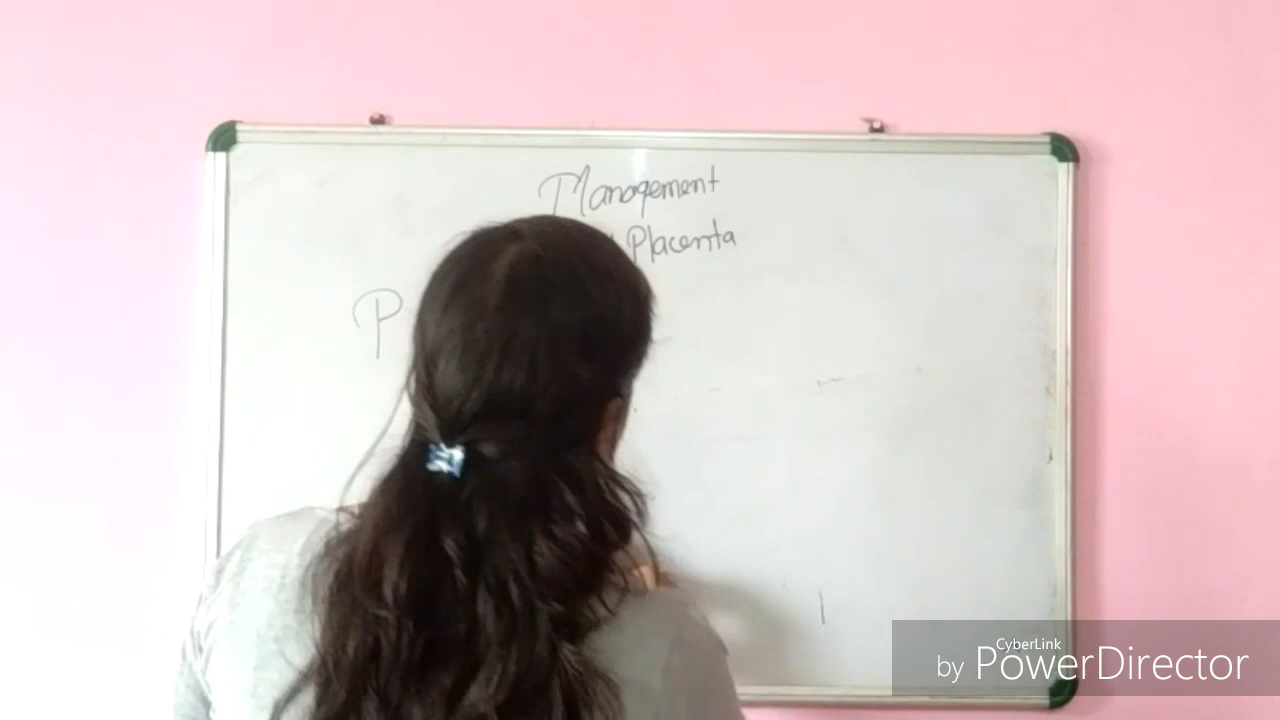 Management
Placenta
P
CyberLink
by PowerDirector